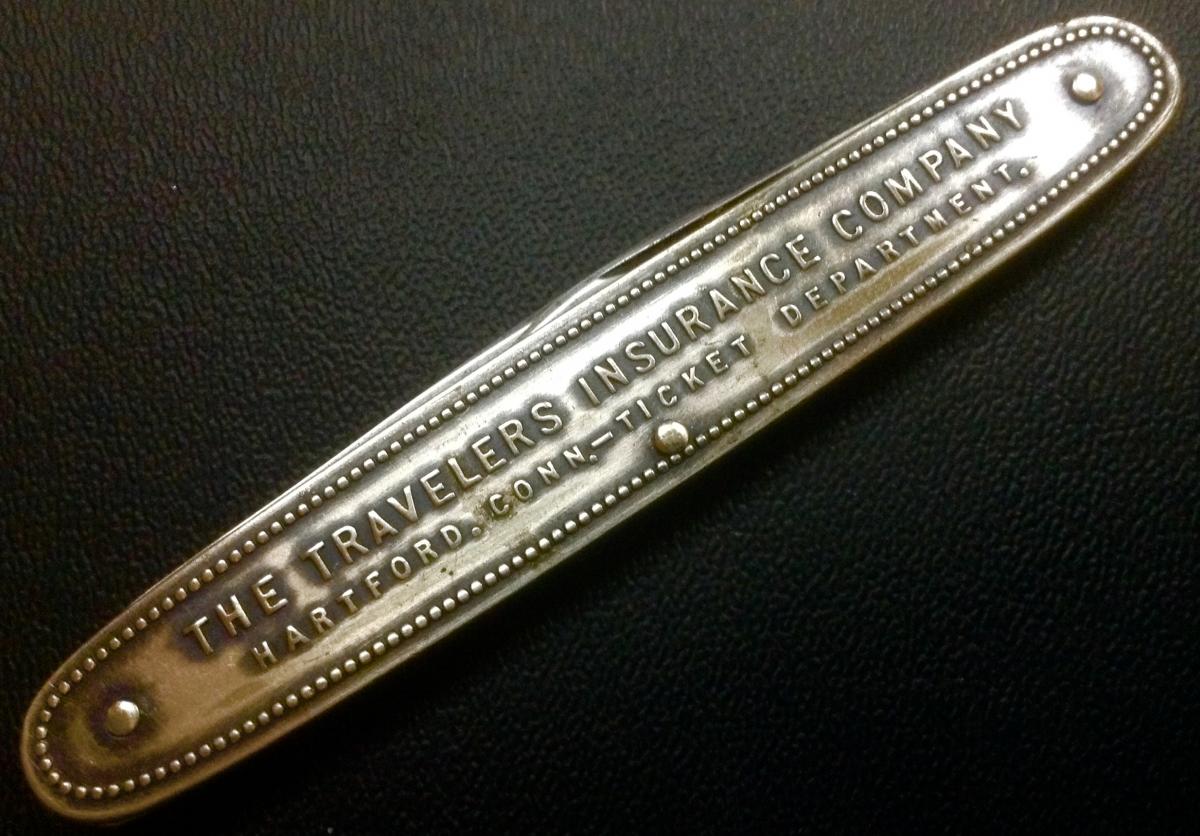 THE TRAVELERS INSURANCE COMPANY
HARTFORD. CONN.—TICKET DEPARTMENT.